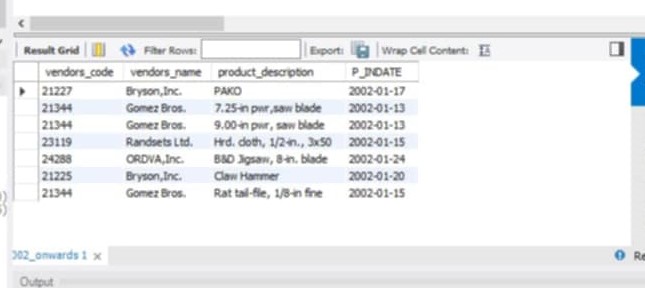 Result Grid Filter Rows: Export: Wrap Cell Content:
vendors_code vendors_name product_description P_INDATE
21227 Bryson,Inc. PAKO 2002-01-17
21344 Gomez Bros. 7.25-in pwr,saw blade 2002-01-13
21344 Gomez Bros. 9.00-in pwr, saw blade 2002-01-13
23119 Randsets Ltd. Hrd. cloth, 1/2-in., 3x50 2002-01-15
24288 ORDVA,Inc. B&D Jigsaw, 8-in. blade 2002-01-24
21225 Bryson,Inc. Claw Hammer 2002-01-20
21344 Gomez Bros. Rat tail-file, 1/8-in fine 2002-01-15
002_onwards 1 Re
Output